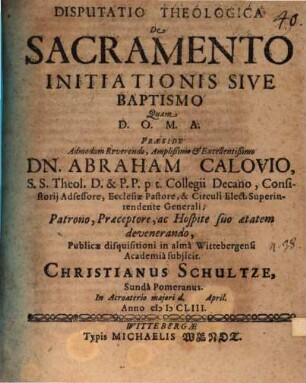 DISPUTATIO THEOLOGICA
De
SACRAMENTO
INITIATIONIS SIVE
BAPTISMO
Quam
D. O. M. A.
PRÆSIDE
Admodum Reverendo, Amplissimo & Excellentissimo
DN. ABRAHAM CALOVIO,
S. S. Theol. D. & P. P. p t. Collegii Decano, Consi-
storij Adsessore, Ecclesiæ Pastore, & Circuli Elect. Superin-
tendente Generali,
Patrono, Præceptore, ac Hospite suo ætatem
devenerando,
Publicæ disquisitioni in almâ Wittebergensi
Academiâ subjicit.
CHRISTIANUS SCHULTZE,
Sundâ Pomeranus.
In Acroaterio majori d. April.
Anno cIɔ Iɔ CLIII.
WITTEBERGÆ
Typis MICHAELIS WENDT.
40.